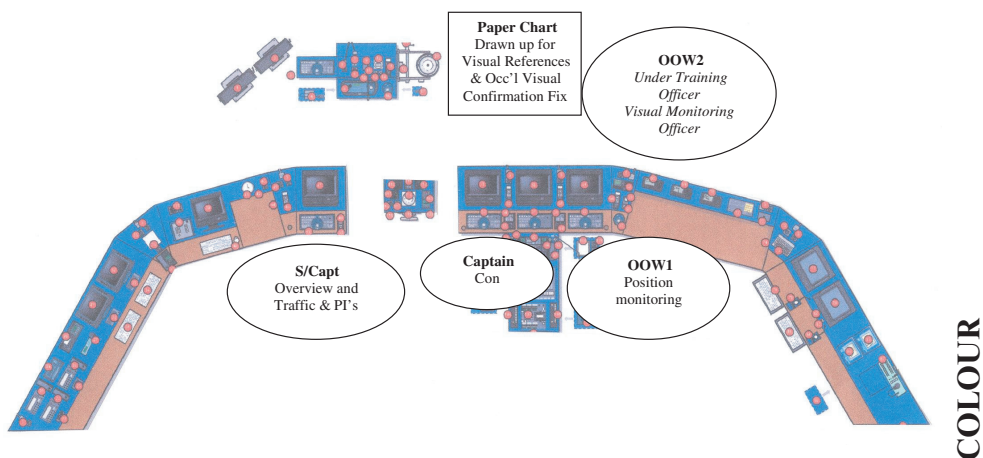 Paper Chart
Drawn up for
Visual References
& Occ'l Visual
Confirmation Fix
OOW2
Under Training
Officer
Visual Monitoring
Officer
S/Capt
Overview and
Traffic & PI's
Captain
Con
OOW1
Position
monitoring
COLOUR